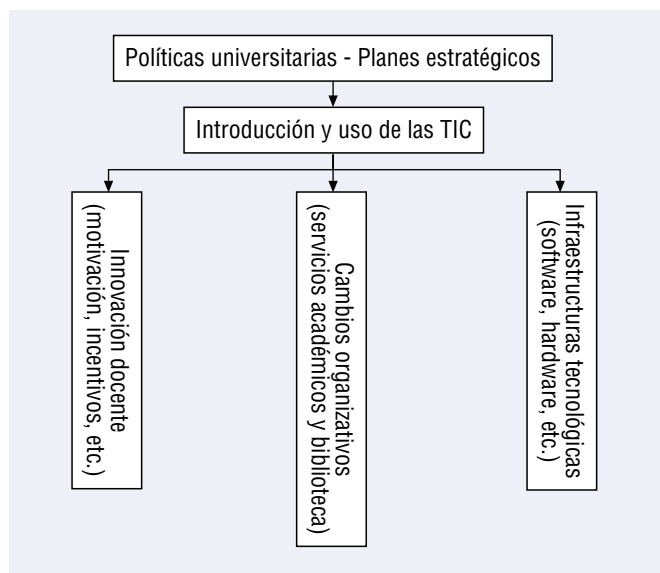 Políticas universitarias - Planes estratégicos
Introducción y uso de las TIC
Innovación docente
(motivación, incentivos, etc.)
Cambios organizativos
(servicios académicos y biblioteca)
Infraestructuras tecnológicas
(software, hardware, etc.)